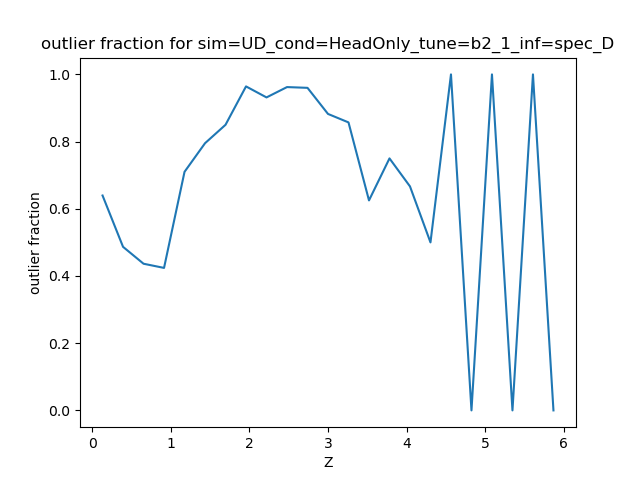 outlier fraction for sim=UD_cond=HeadOnly_tune=b2_1_inf=spec_D
1.0
0.8
0.6
0.4
0.2
0.0
outlier fraction
0 1 2 3 4 5 6
Z